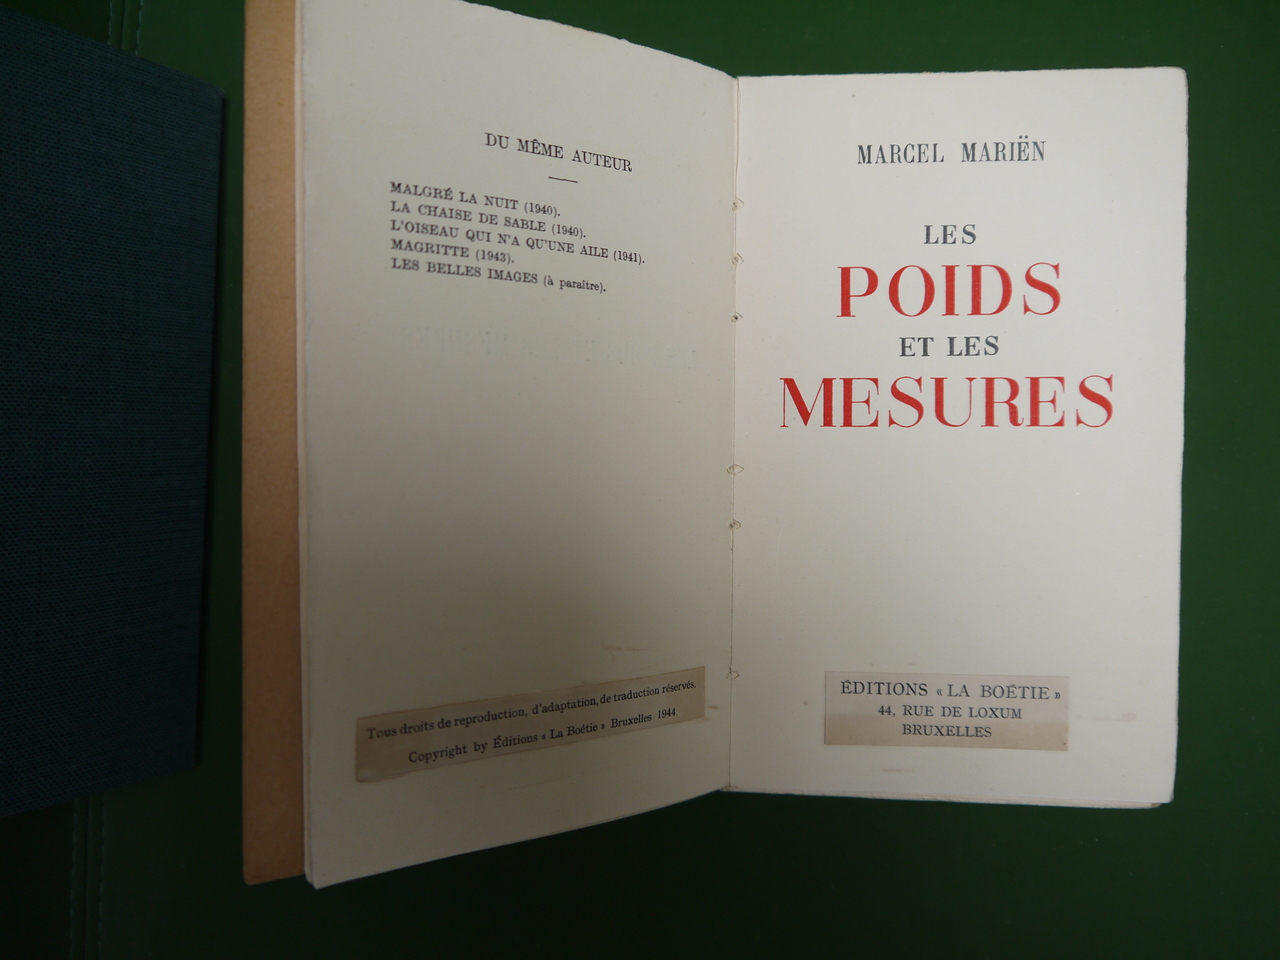 DU MÊME AUTEUR
MALGRÉ LA NUIT (1940).
LA CHAISE DE SABLE (1940).
L'OISEAU QUI N'A QU'UNE AILE (1941).
MAGRITTE (1943).
LES BELLES IMAGES (à paraître).
Tous droits de reproduction, d'adaptation, de traduction réservés.
Copyright by Éditions « La Boétie » Bruxelles 1944.
MARCEL MARIËN
LES
POIDS
ET LES
MESURES
ÉDITIONS « LA BOÉTIE »
44, RUE DE LOXUM
BRUXELLES